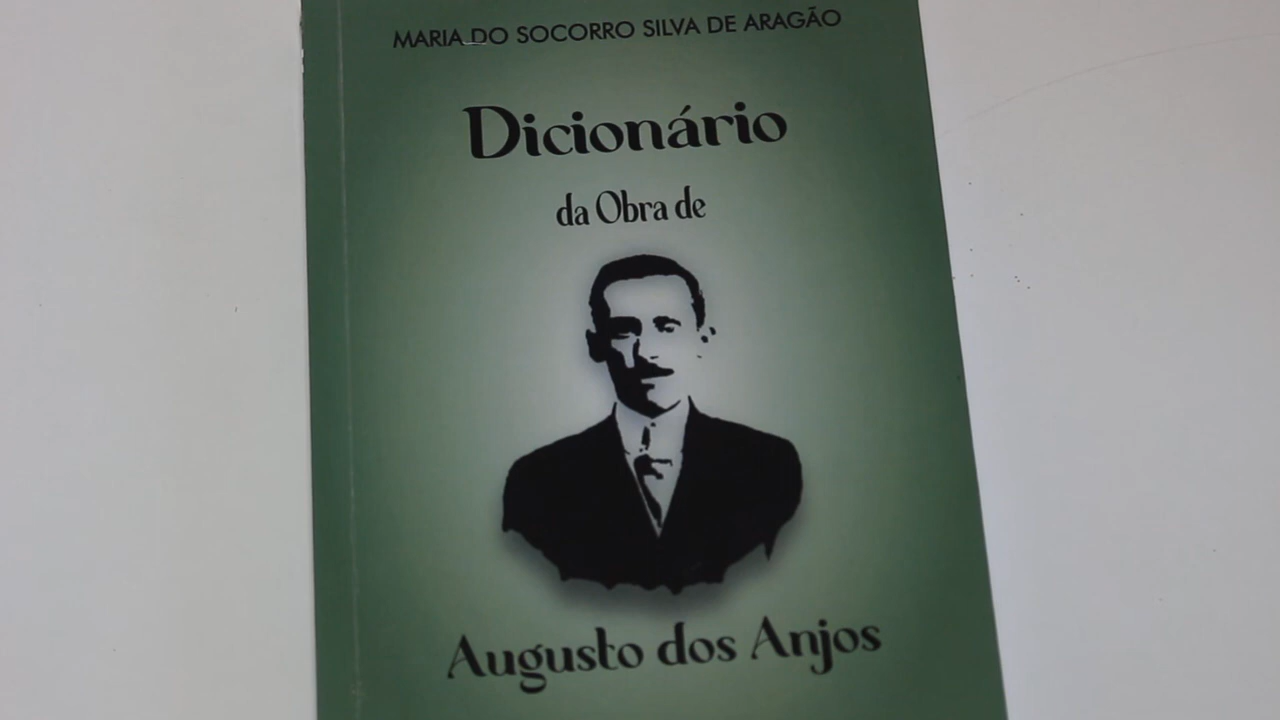 MARIA DO SOCORRO SILVA DE ARAGÃO
Dicionário
da Obra de
Augusto dos Anjos